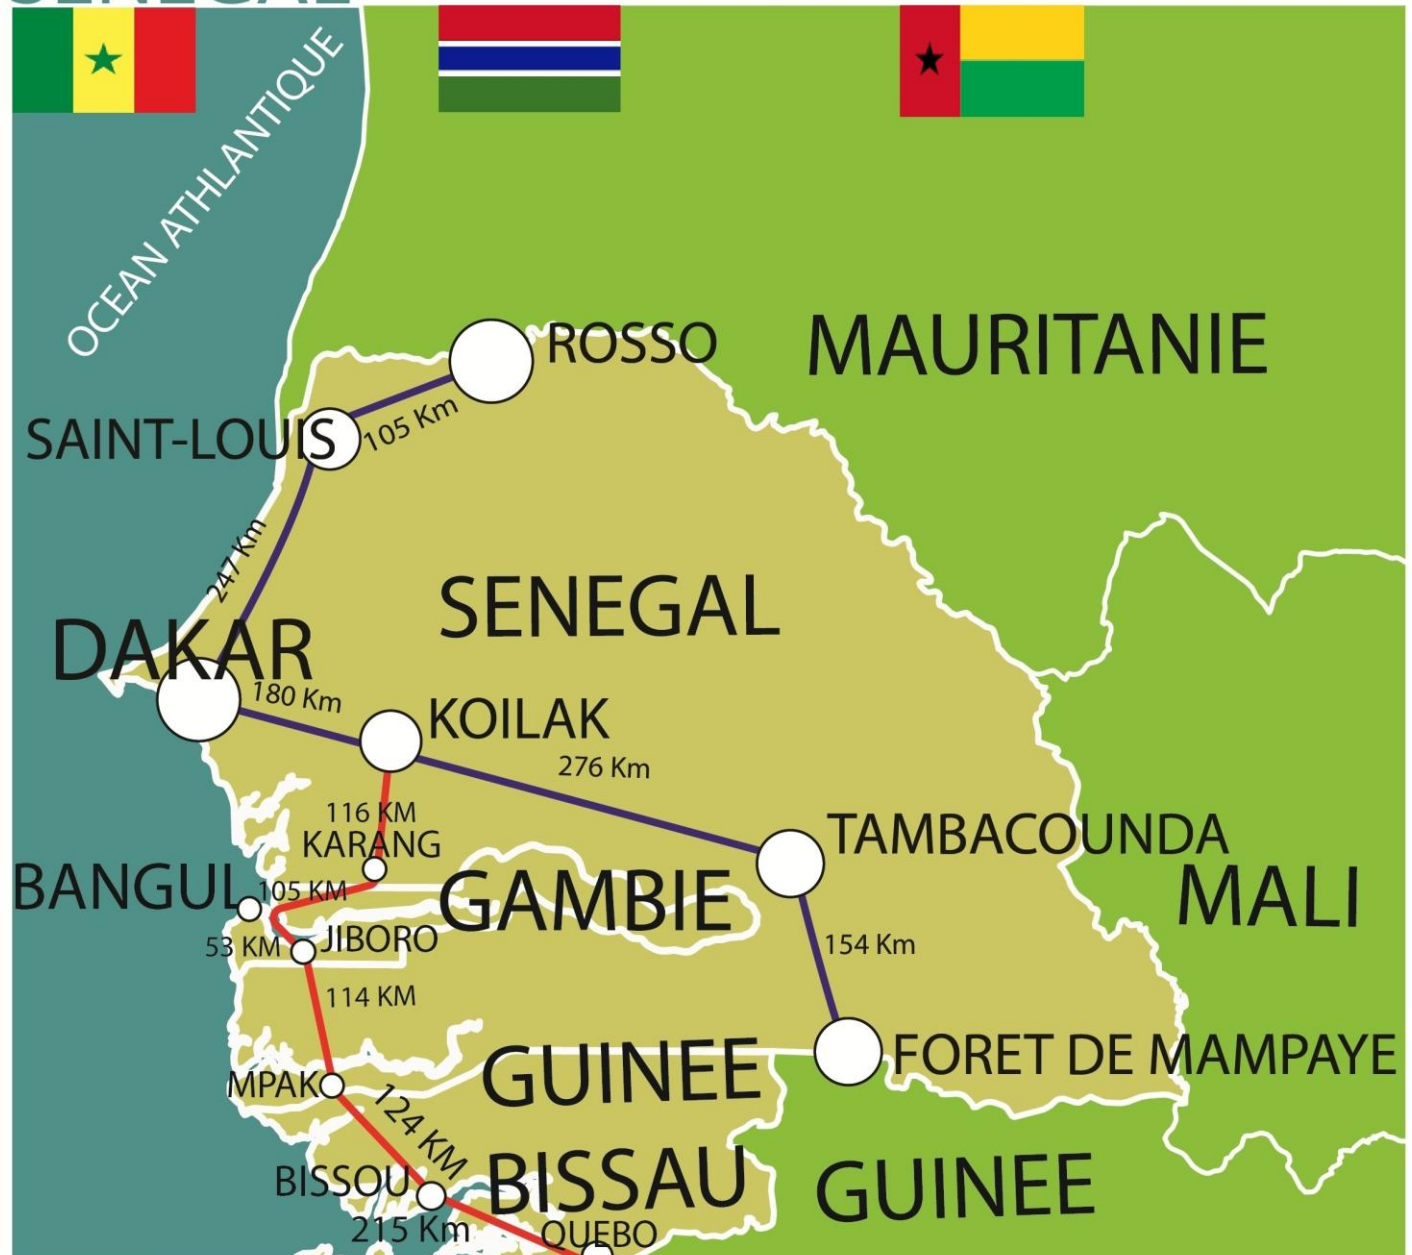 SENEGAL
OCEAN ATHLANTIQUE
ROSSO
MAURITANIE
SAINT-LOUIS
105 Km
247 Km
SENEGAL
DAKAR
180 Km
KOILAK
276 Km
116 KM
KARANG
TAMBACOUNDA
BANGUL
105 KM
GAMBIE
MALI
53 KM
JIBORO
154 Km
114 KM
GUINEE
FORET DE MAMPAYE
MPAK
124 KM
BISSAU
GUINEE
BISSOU
215 Km
QUEBO